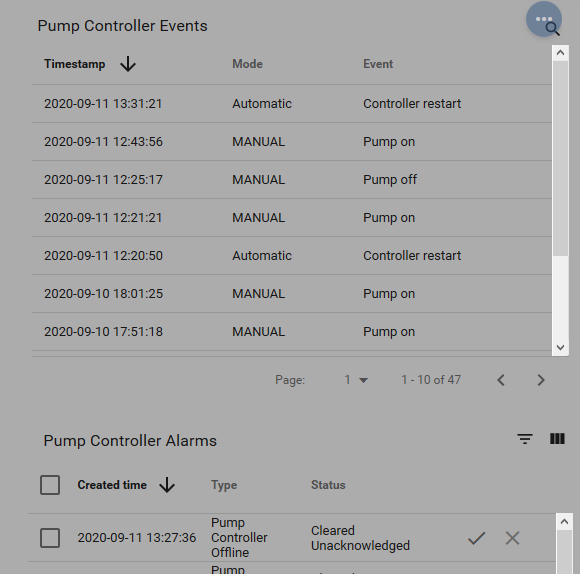 Pump Controller Events
Timestamp Mode Event
2020-09-11 13:31:21 Automatic Controller restart
2020-09-11 12:43:56 MANUAL Pump on
2020-09-11 12:25:17 MANUAL Pump off
2020-09-11 12:21:21 MANUAL Pump on
2020-09-11 12:20:50 Automatic Controller restart
2020-09-10 18:01:25 MANUAL Pump on
2020-09-10 17:51:18 MANUAL Pump on
Page: 1 1 - 10 of 47
Pump Controller Alarms
Created time Type Status
2020-09-11 13:27:36
Pump
Controller
Offline
Cleared
Unacknowledged
Pump